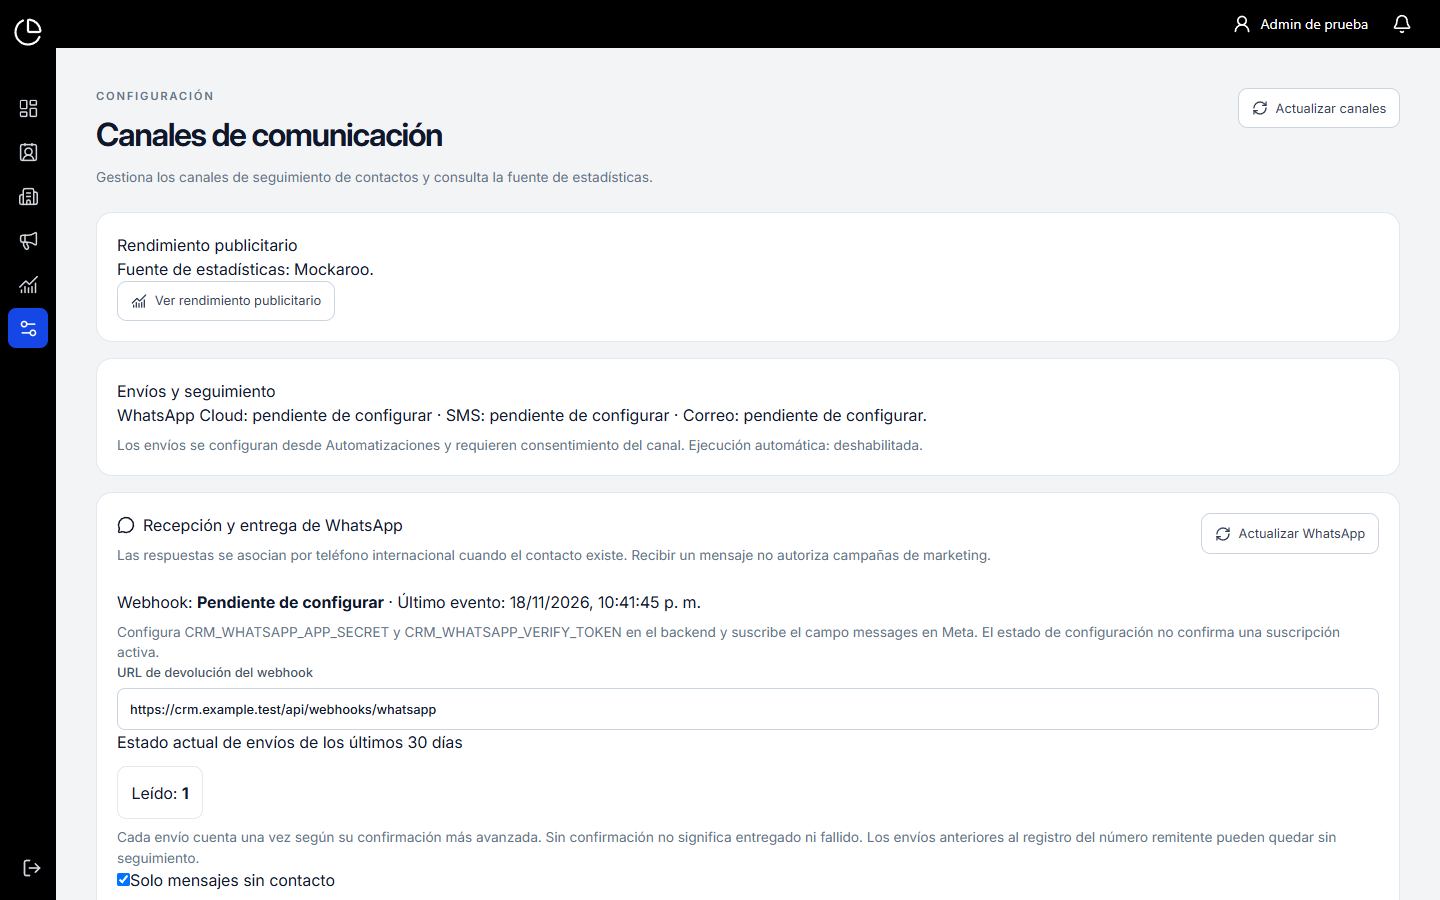 Admin de prueba
CONFIGURACIÓN
Canales de comunicación
Actualizar canales
Gestiona los canales de seguimiento de contactos y consulta la fuente de estadísticas.
Rendimiento publicitario
Fuente de estadísticas: Mockaroo.
Ver rendimiento publicitario
Envíos y seguimiento
WhatsApp Cloud: pendiente de configurar · SMS: pendiente de configurar · Correo: pendiente de configurar.
Los envíos se configuran desde Automatizaciones y requieren consentimiento del canal. Ejecución automática: deshabilitada.
Recepción y entrega de WhatsApp
Actualizar WhatsApp
Las respuestas se asocian por teléfono internacional cuando el contacto existe. Recibir un mensaje no autoriza campañas de marketing.
Webhook: Pendiente de configurar · Último evento: 18/11/2026, 10:41:45 p. m.
Configura CRM_WHATSAPP_APP_SECRET y CRM_WHATSAPP_VERIFY_TOKEN en el backend y suscribe el campo messages en Meta. El estado de configuración no confirma una suscripción
activa.
URL de devolución del webhook
https://crm.example.test/api/webhooks/whatsapp
Estado actual de envíos de los últimos 30 días
Leído: 1
Cada envío cuenta una vez según su confirmación más avanzada. Sin confirmación no significa entregado ni fallido. Los envíos anteriores al registro del número remitente pueden quedar sin
seguimiento.
Solo mensajes sin contacto